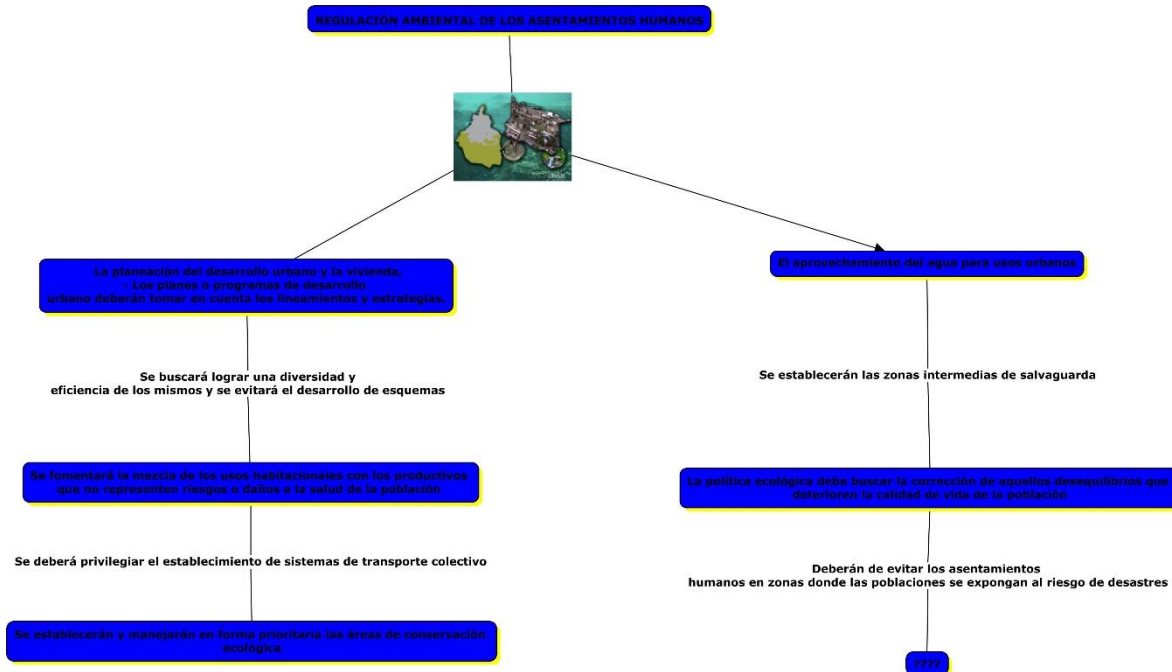 REGULACIÓN AMBIENTAL DE LOS ASENTAMIENTOS HUMANOS
La planeación del desarrollo urbano y la vivienda,
- Los planes o programas de desarrollo
urbano deberán tomar en cuenta los lineamientos y estrategias.
Se buscará lograr una diversidad y
eficiencia de los mismos y se evitará el desarrollo de esquemas
Se fomentará la mezcla de los usos habitacionales con los productivos
que no representen riesgos o daños a la salud de la población
Se deberá privilegiar el establecimiento de sistemas de transporte colectivo
Se establecerán y manejarán en forma prioritaria las áreas de conservación
ecológica
El aprovechamiento del agua para usos urbanos
Se establecerán las zonas intermedias de salvaguarda
La política ecológica debe buscar la corrección de aquellos desequilibrios que
deterioren la calidad de vida de la población
Deberán de evitar los asentamientos
humanos en zonas donde las poblaciones se expongan al riesgo de desastres
????